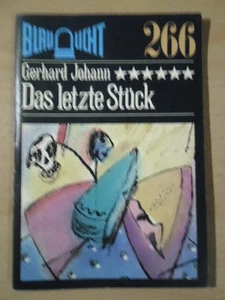 BLAULICHT 266
Gerhard Johann ★★★★★★
Das letzte Stück